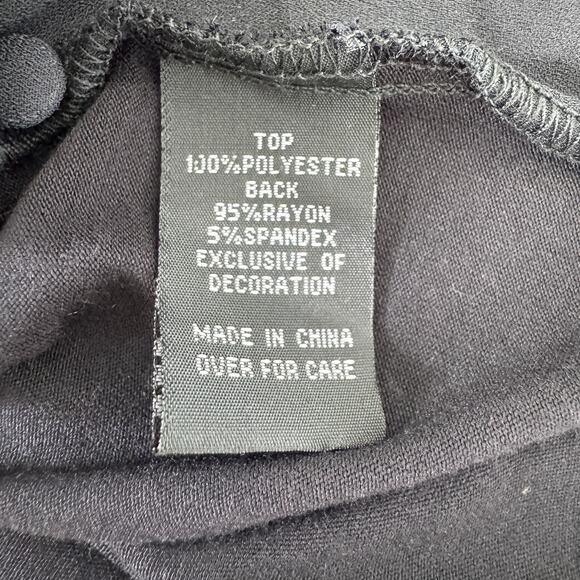 TOP
100%POLYESTER
BACK
95%RAYON
5%SPANDEX
EXCLUSIVE OF
DECORATION
MADE IN CHINA
OVER FOR CARE